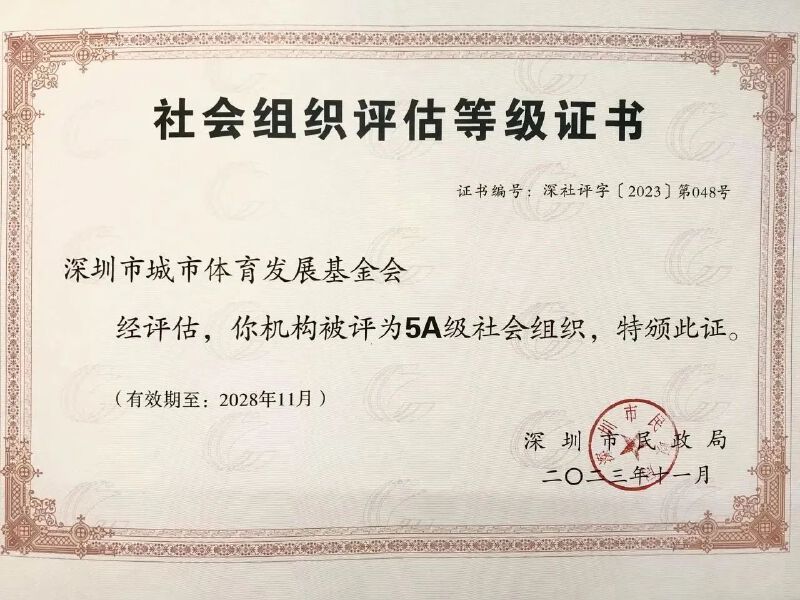 社会组织评估等级证书
证书编号：深社评字〔2023〕第048号
深圳市城市体育发展基金会
经评估，你机构被评为5A级社会组织，特颁此证。
（有效期至：2028年11月）
深圳市民政局
二〇二三年十一月